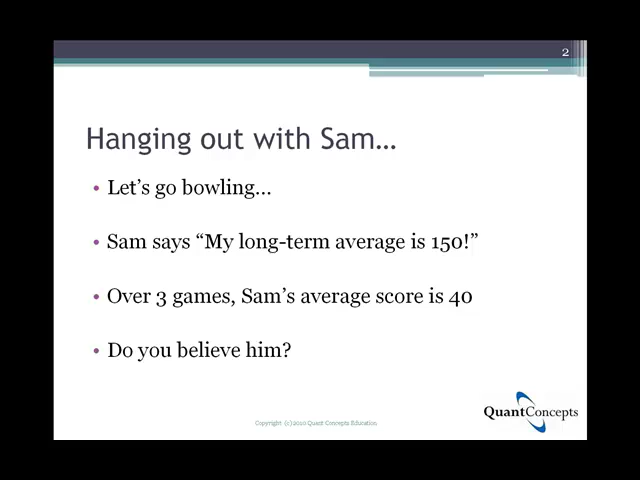 2
Hanging out with Sam...
• Let's go bowling...
• Sam says “My long-term average is 150!”
• Over 3 games, Sam's average score is 40
• Do you believe him?
QuantConcepts
Copyright (c) 2010 Quant Concepts Education